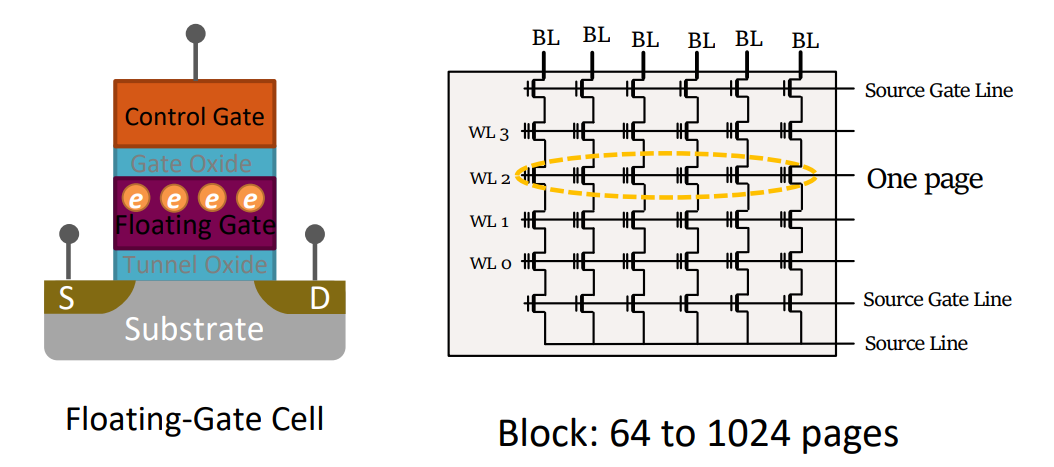 Control Gate
Gate Oxide
e e e e
Floating Gate
Tunnel Oxide
S D
Substrate
Floating-Gate Cell
BL BL BL BL BL BL
Source Gate Line
WL 3
WL 2 One page
WL 1
WL 0
Source Gate Line
Source Line
Block: 64 to 1024 pages